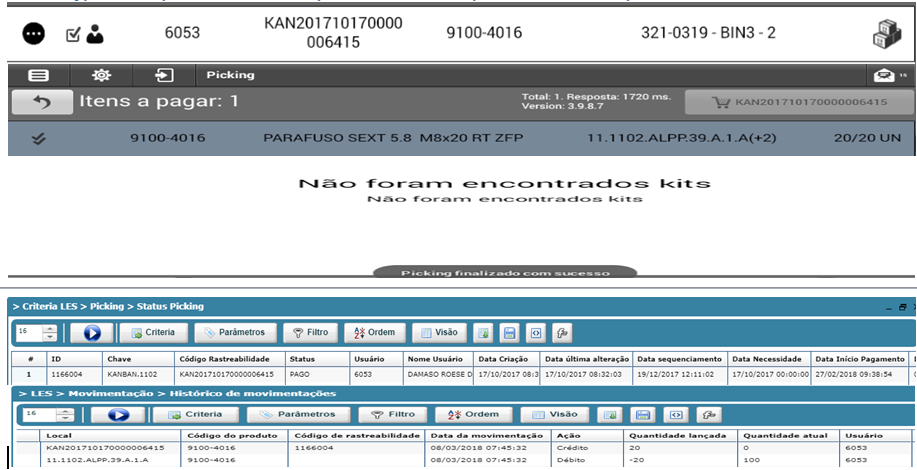 6053 KAN201710170000 006415 9100-4016 321-0319 - BIN3 - 2
Picking 15
Itens a pagar: 1 Total: 1. Resposta: 1720 ms. Version: 3.9.8.7 KAN201710170000006415
9100-4016 PARAFUSO SEXT 5.8 M8x20 RT ZFP 11.1102.ALPP.39.A.1.A(+2) 20/20 UN
Não foram encontrados kits
Não foram encontrados kits
Picking finalizado com sucesso
> Criteria LES > Picking > Status Picking
16 Criteria Parâmetros Filtro Ordem Visão
# ID Chave Código Rastreabilidade Status Usuário Nome Usuário Data Criação Data última alteração Data sequenciamento Data Necessidade Data Início Pagamento
1 1166004 KANBAN.1102 KAN201710170000006415 PAGO 6053 DAMASO ROESE D 17/10/2017 08:3 17/10/2017 08:32:03 19/12/2017 12:11:02 17/10/2017 00:00:00 27/02/2018 09:38:54
> LES > Movimentação > Histórico de movimentações
16 Criteria Parâmetros Filtro Ordem Visão
Local Código do produto Código de rastreabilidade Data da movimentação Ação Quantidade lançada Quantidade atual Usuário
KAN201710170000006415 9100-4016 1166004 08/03/2018 07:45:32 Crédito 20 0 6053
11.1102.ALPP.39.A.1.A 9100-4016 08/03/2018 07:45:32 Débito -20 100 6053